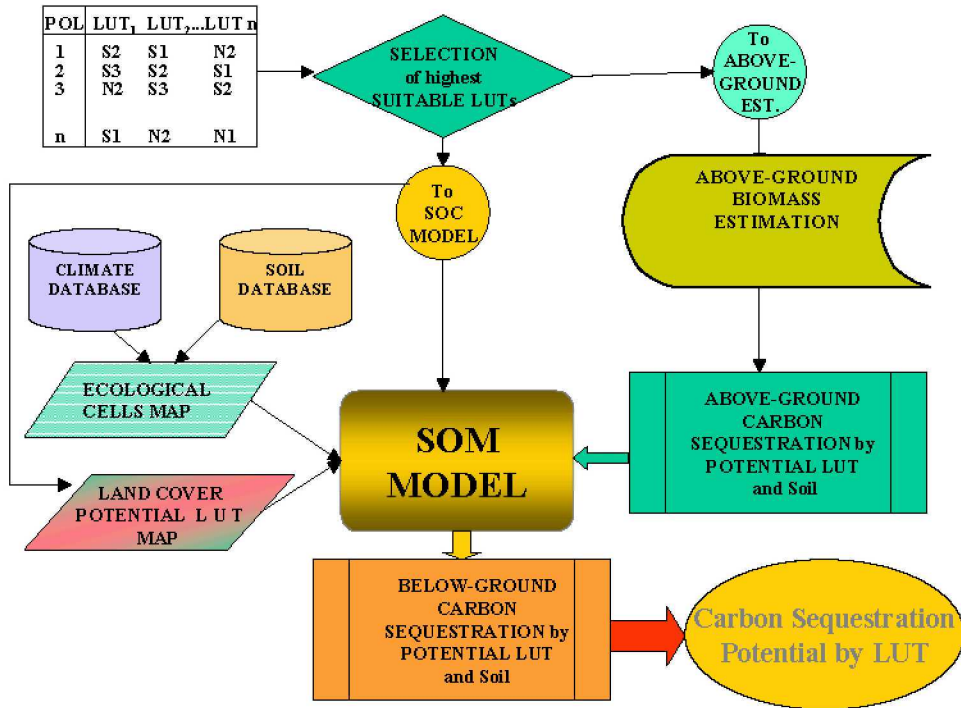 POL LUT1 LUT2...LUT n
1 S2 S1 N2
2 S3 S2 S1
3 N2 S3 S2
n S1 N2 N1
SELECTION
of highest
SUITABLE LUTs
To
ABOVE-
GROUND
EST.
To
SOC
MODEL
ABOVE-GROUND
BIOMASS
ESTIMATION
CLIMATE
DATABASE
SOIL
DATABASE
ECOLOGICAL
CELLS MAP
LAND COVER
POTENTIAL L U T
MAP
SOM
MODEL
ABOVE-GROUND
CARBON
SEQUESTRATION by
POTENTIAL LUT
and Soil
BELOW-GROUND
CARBON
SEQUESTRATION by
POTENTIAL LUT
and Soil
Carbon Sequestration
Potential by LUT